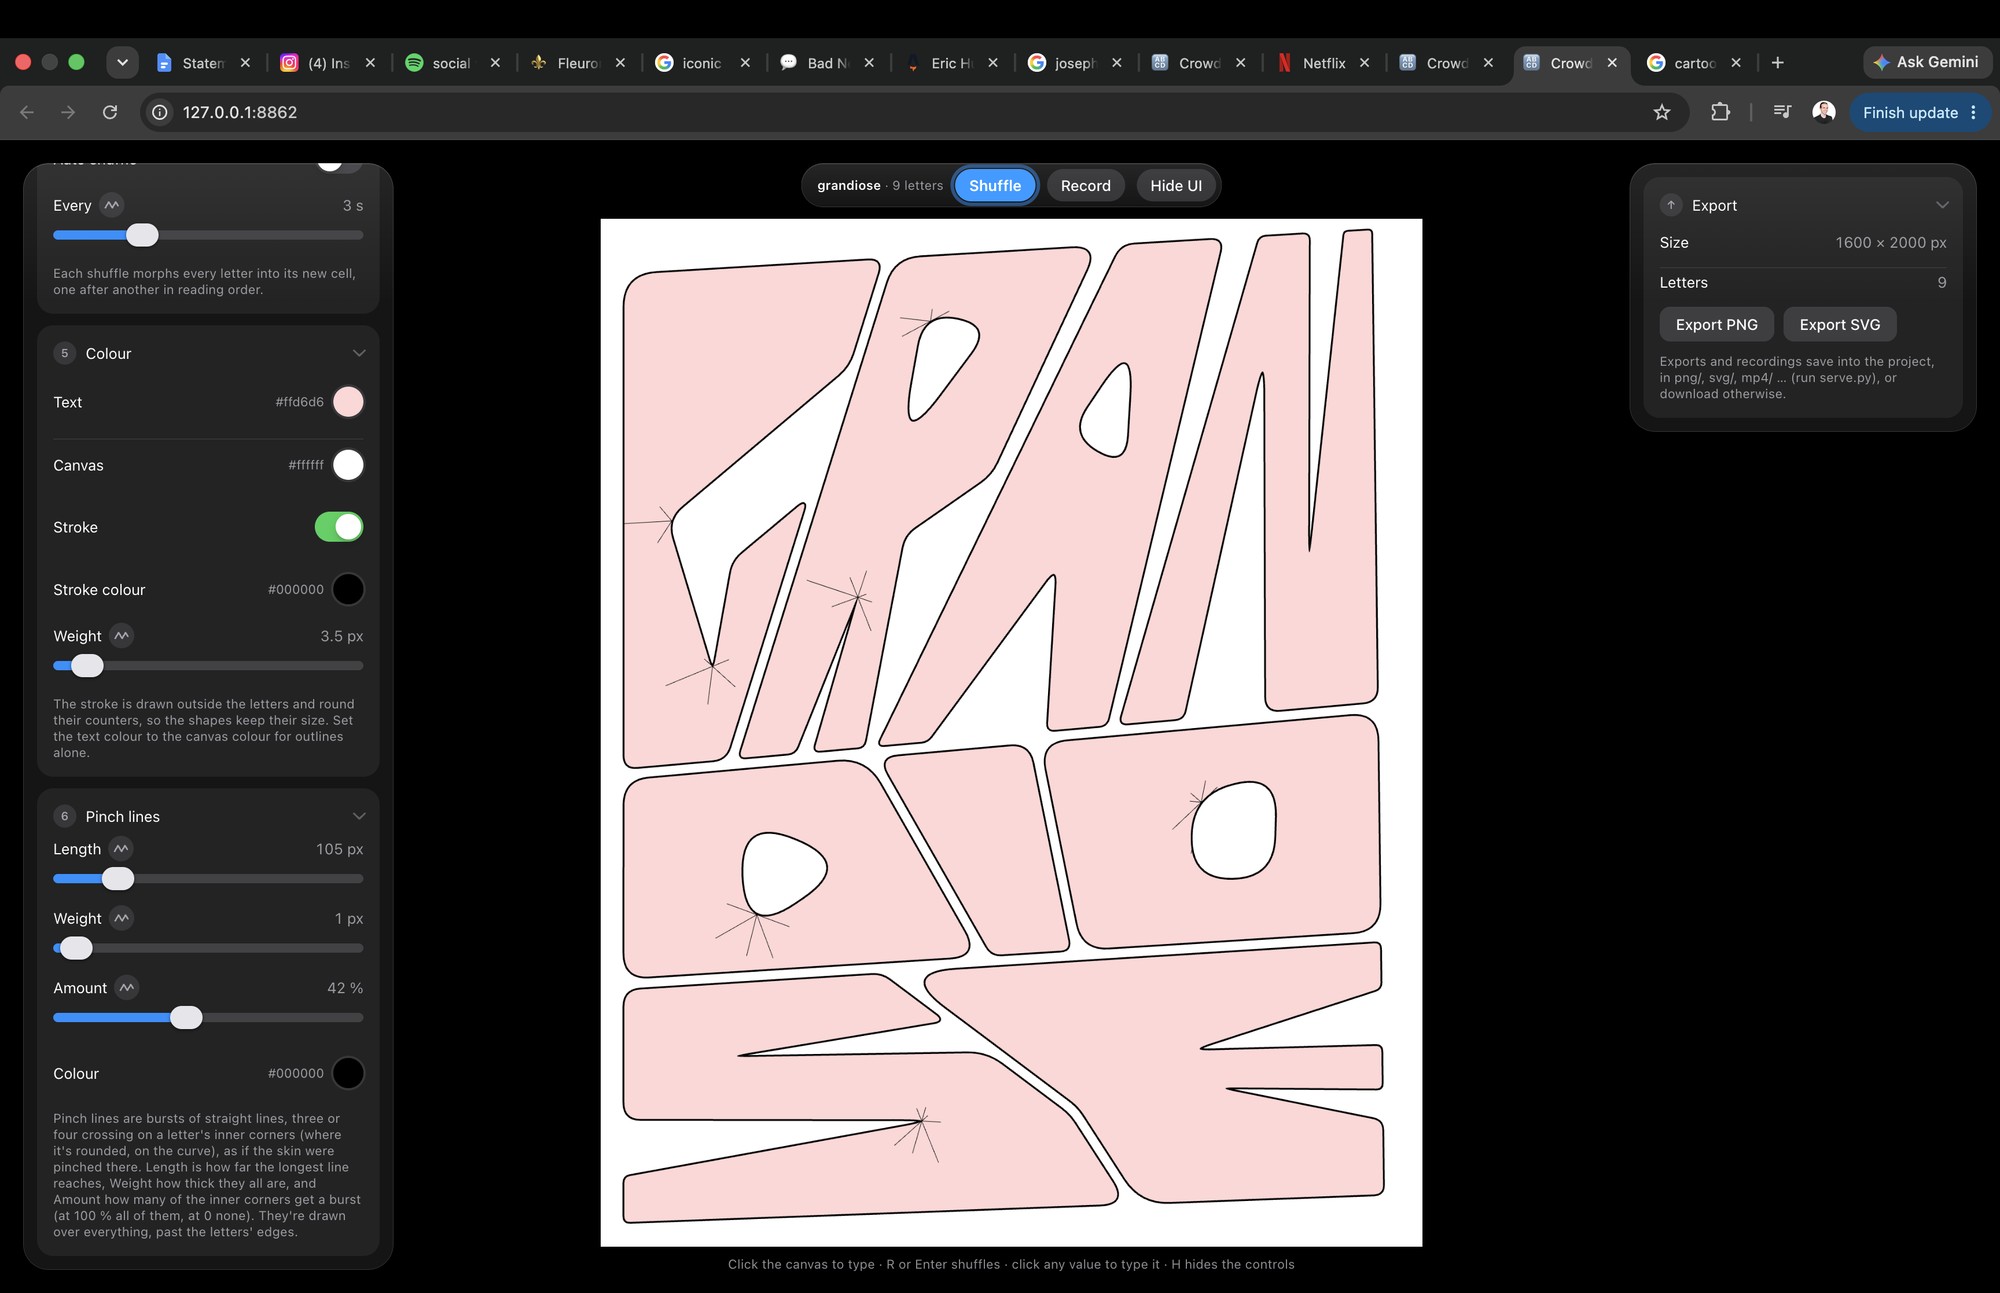 Statem
(4) Ins
social
Fleuror
iconic
Bad N
Eric H
joseph
Crowd
Netflix
Crowd
Crowd
cartoo
Ask Gemini
127.0.0.1:8862
Finish update
Every
3 s
Each shuffle morphs every letter into its new cell,
one after another in reading order.
5 Colour
Text #ffd6d6
Canvas #ffffff
Stroke
Stroke colour #000000
Weight 3.5 px
The stroke is drawn outside the letters and round
their counters, so the shapes keep their size. Set
the text colour to the canvas colour for outlines
alone.
6 Pinch lines
Length 105 px
Weight 1 px
Amount 42 %
Colour #000000
Pinch lines are bursts of straight lines, three or
four crossing on a letter's inner corners (where
it's rounded, on the curve), as if the skin were
pinched there. Length is how far the longest line
reaches, Weight how thick they all are, and
Amount how many of the inner corners get a burst
(at 100 % all of them, at 0 none). They're drawn
over everything, past the letters' edges.
grandiose · 9 letters Shuffle Record Hide UI
GRAN
DIO
SE
Click the canvas to type · R or Enter shuffles · click any value to type it · H hides the controls
Export
Size 1600 × 2000 px
Letters 9
Export PNG Export SVG
Exports and recordings save into the project,
in png/, svg/, mp4/ ... (run serve.py), or
download otherwise.